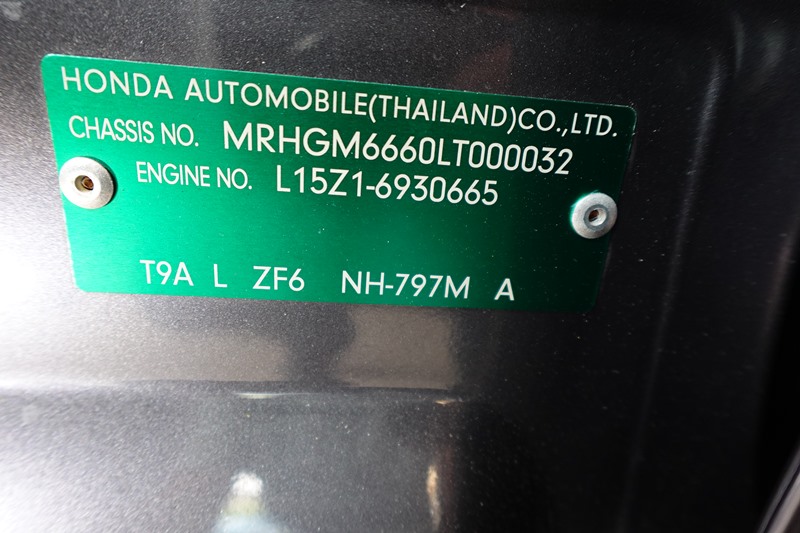 HONDA AUTOMOBILE(THAILAND)CO.,LTD.
CHASSIS NO. MRHGM6660LT000032
ENGINE NO. L15Z1-6930665
T9A L ZF6 NH-797M A